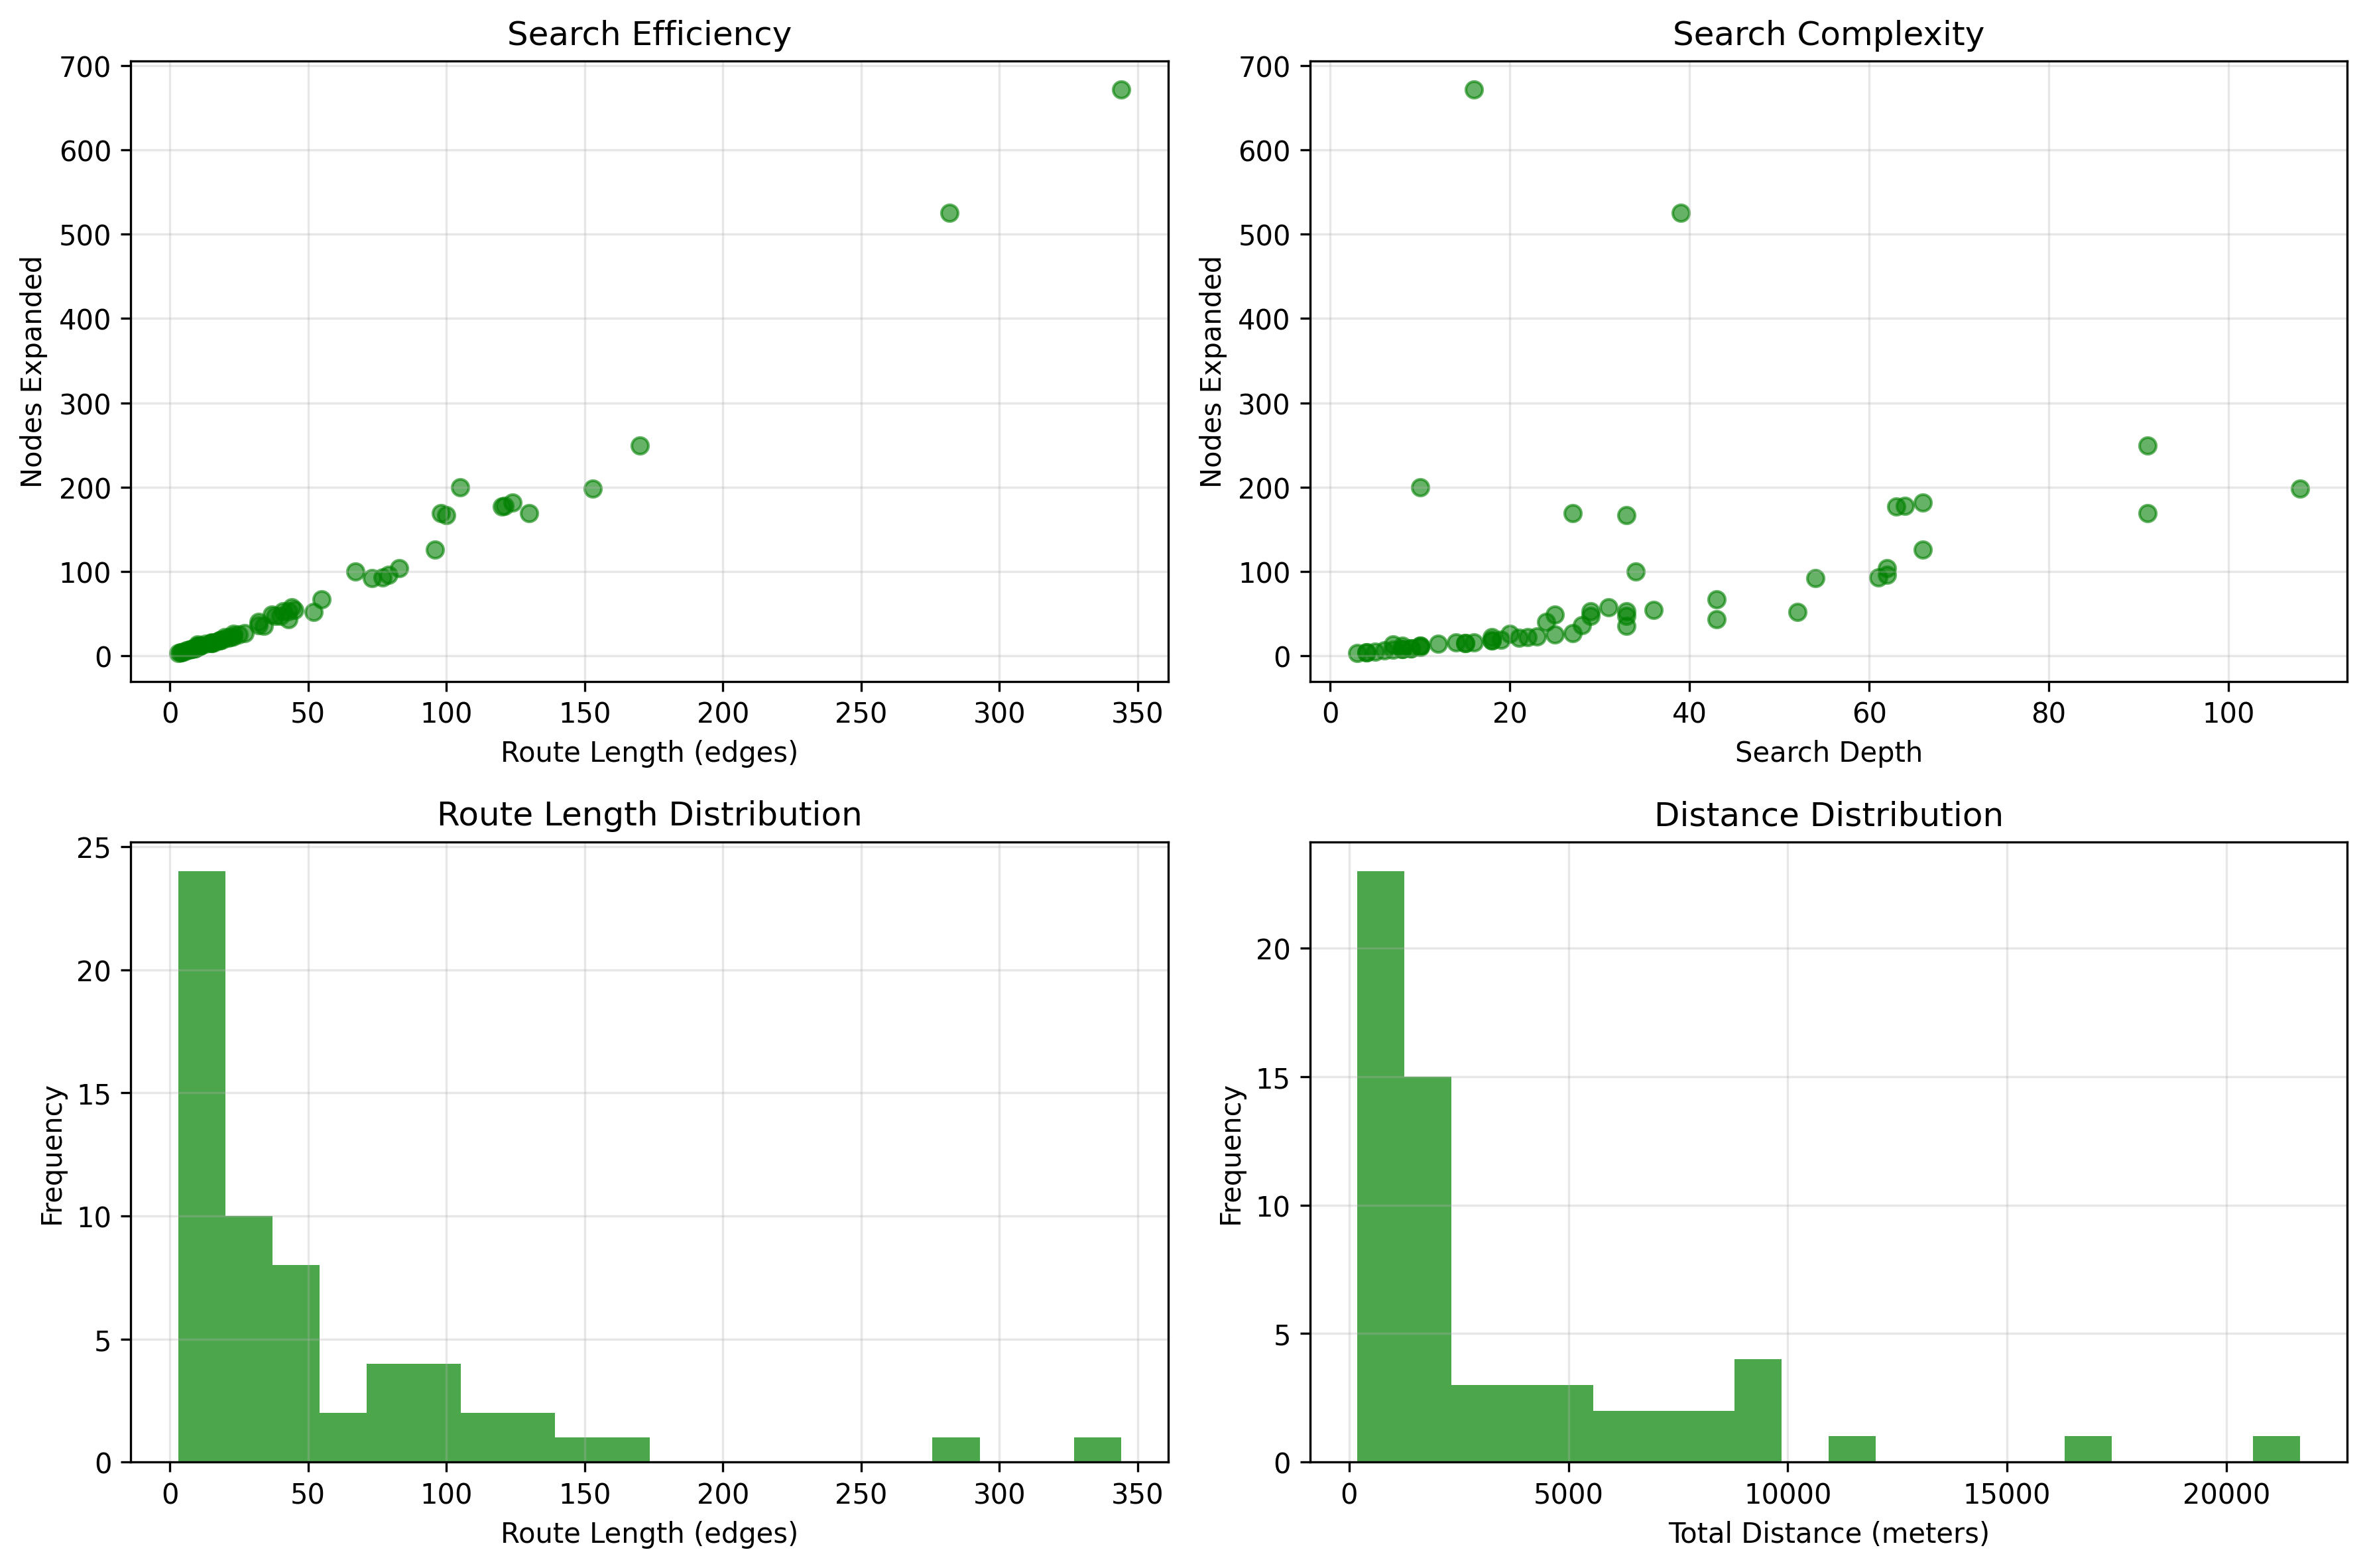 Search Efficiency
700
600
500
400
300
200
100
0
Nodes Expanded
0 50 100 150 200 250 300 350
Route Length (edges)
Search Complexity
700
600
500
400
300
200
100
0
Nodes Expanded
0 20 40 60 80 100
Search Depth
Route Length Distribution
25
20
15
10
5
0
Frequency
0 50 100 150 200 250 300 350
Route Length (edges)
Distance Distribution
20
15
10
5
0
Frequency
0 5000 10000 15000 20000
Total Distance (meters)